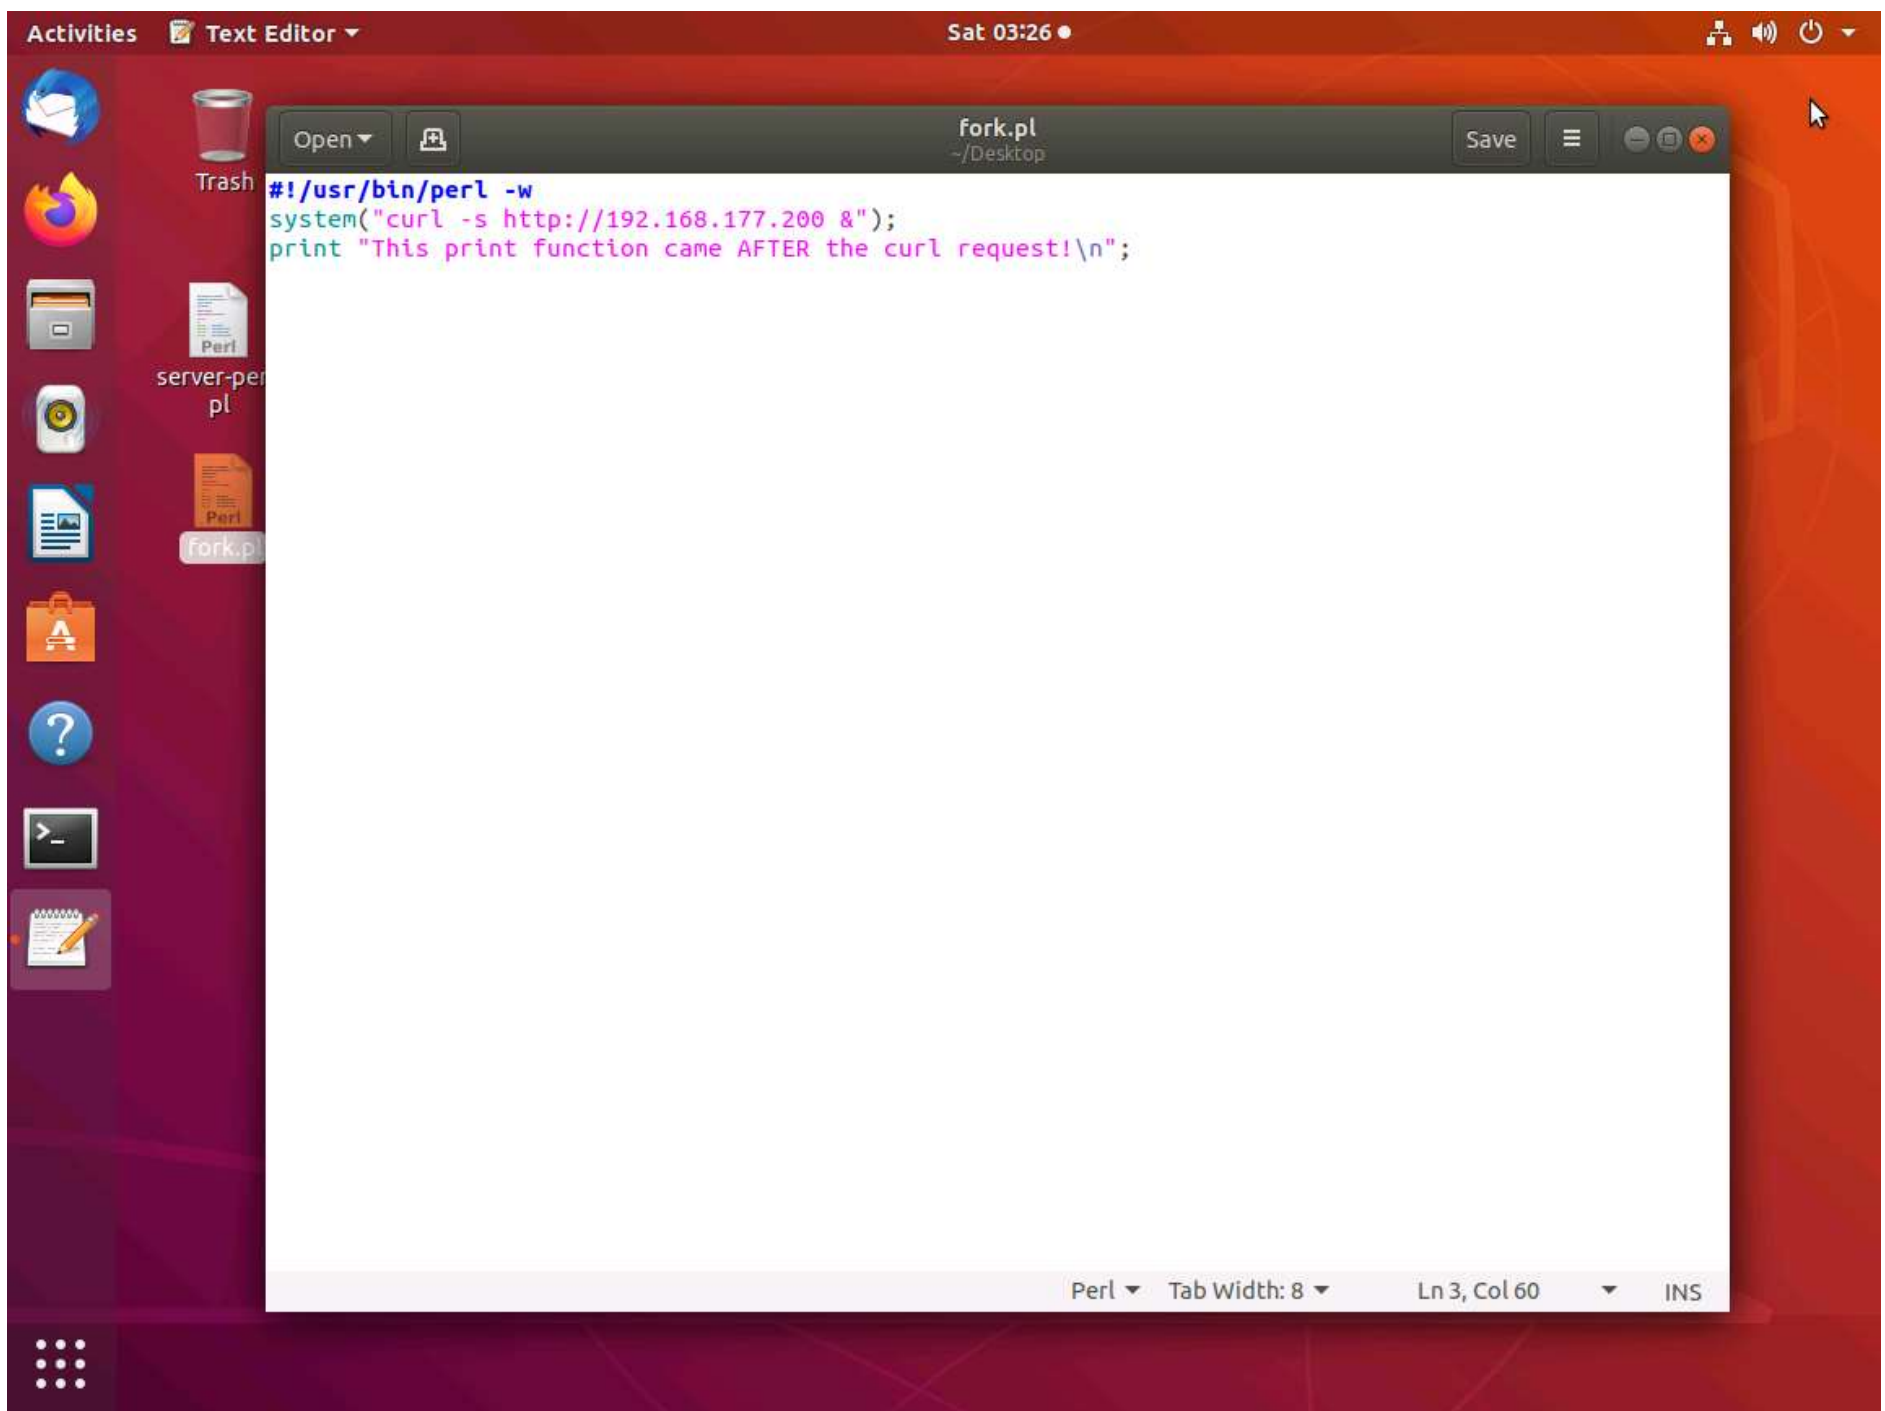 Activities Text Editor Sat 03:26
Trash
server-per
pl
Perl
fork.pl
Perl
Open fork.pl Save
~/Desktop
#!/usr/bin/perl -w
system("curl -s http://192.168.177.200 &");
print "This print function came AFTER the curl request!\n";
Perl Tab Width: 8 Ln 3, Col 60 INS